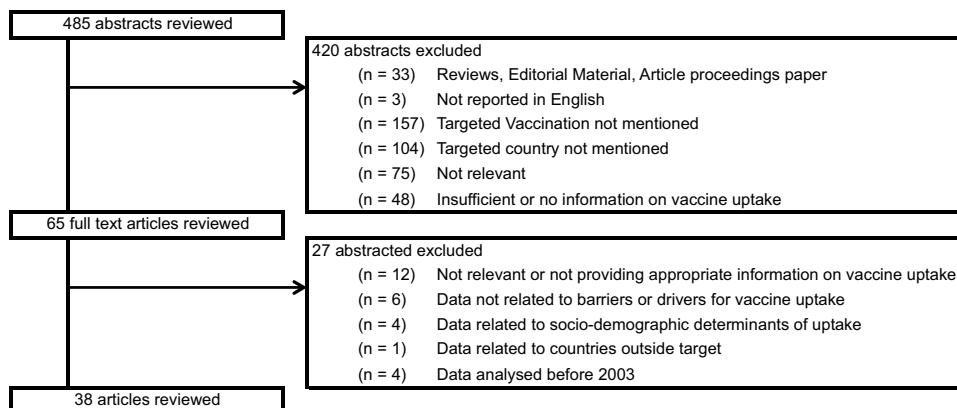 485 abstracts reviewed
420 abstracts excluded
(n = 33) Reviews, Editorial Material, Article proceedings paper
(n = 3) Not reported in English
(n = 157) Targeted Vaccination not mentioned
(n = 104) Targeted country not mentioned
(n = 75) Not relevant
(n = 48) Insufficient or no information on vaccine uptake
65 full text articles reviewed
27 abstracted excluded
(n = 12) Not relevant or not providing appropriate information on vaccine uptake
(n = 6) Data not related to barriers or drivers for vaccine uptake
(n = 4) Data related to socio-demographic determinants of uptake
(n = 1) Data related to countries outside target
(n = 4) Data analysed before 2003
38 articles reviewed